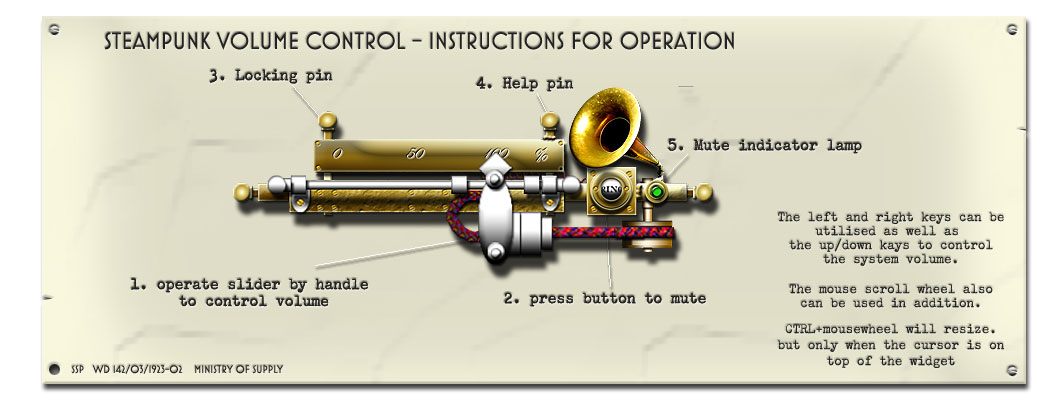 STEAMPUNK VOLUME CONTROL - INSTRUCTIONS FOR OPERATION
3. Locking pin
4. Help pin
5. Mute indicator lamp
0 50 100 %
The left and right keys can be
utilised as well as
the up/down kays to control
the system volume.
1. operate slider by handle
to control volume
2. press button to mute
The mouse scroll wheel also
can be used in addition.
CTRL+mousewheel will resize.
but only when the cursor is on
top of the widget
SSP WD 142/03/1923-02 MINISTRY OF SUPPLY